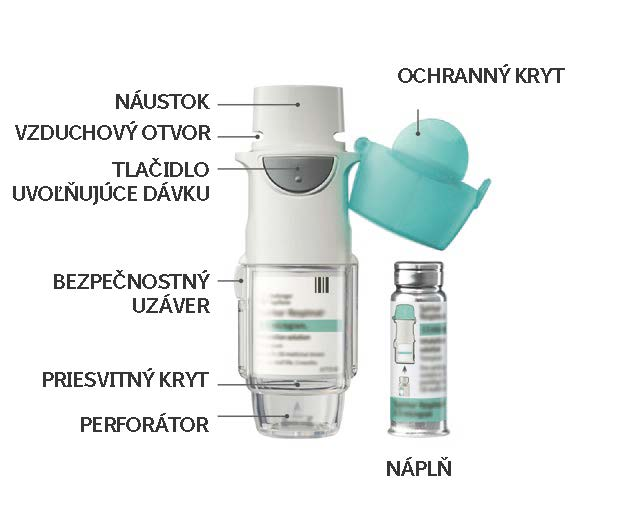 OCHRANNÝ KRYT
NÁUSTOK
VZDUCHOVÝ OTVOR
TLAČIDLO
UVOĽŇUJÚCE DÁVKU
BEZPEČNOSTNÝ
UZÁVER
PRIESVITNÝ KRYT
PERFORÁTOR
NÁPLŇ